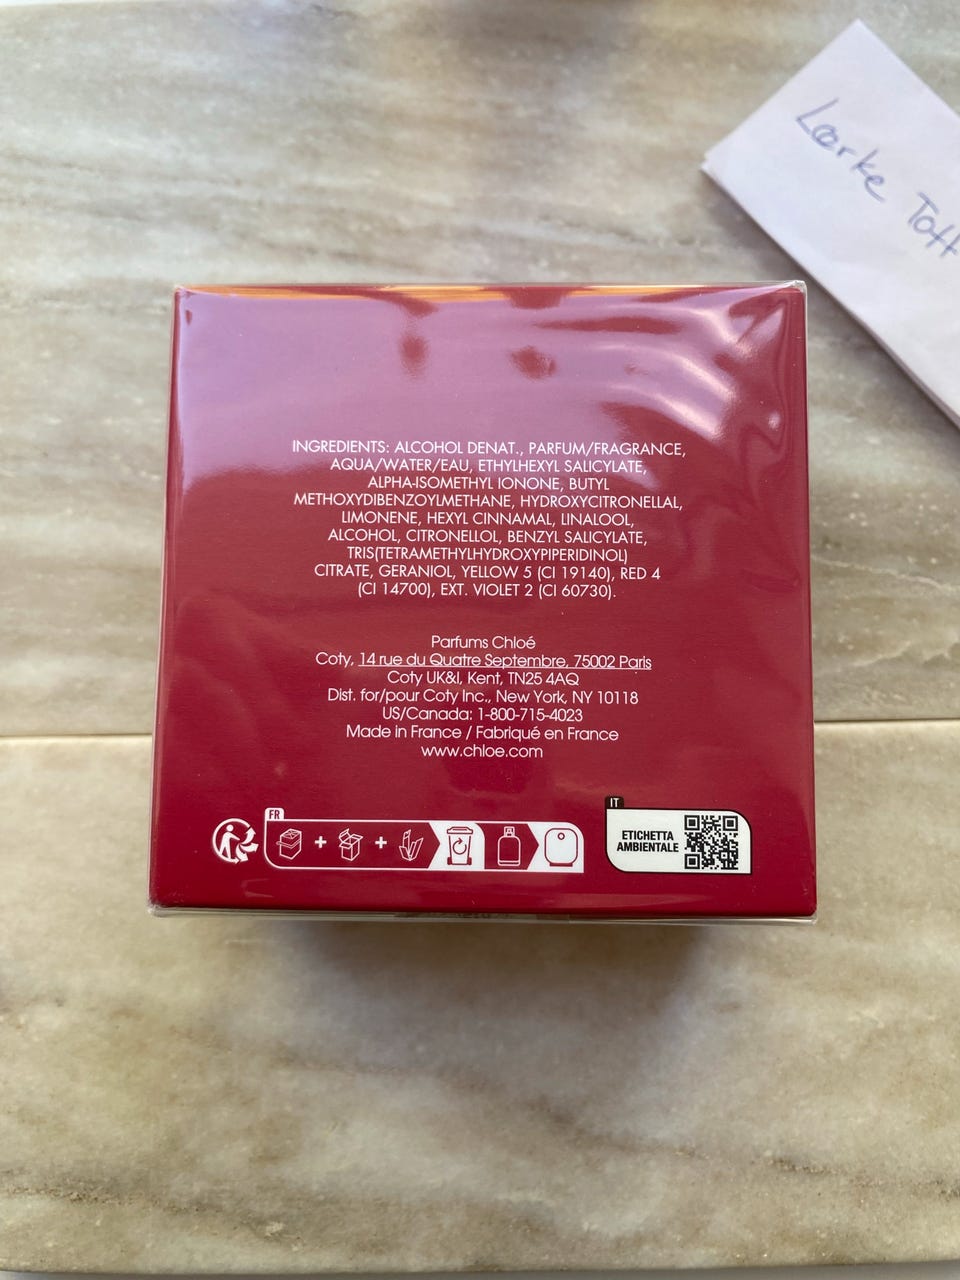 Lærke Toft
INGREDIENTS: ALCOHOL DENAT., PARFUM/FRAGRANCE,
AQUA/WATER/EAU, ETHYLHEXYL SALICYLATE,
ALPHA-ISOMETHYL IONONE, BUTYL
METHOXYDIBENZOYLMETHANE, HYDROXYCITRONELLAL,
LIMONENE, HEXYL CINNAMAL, LINALOOL,
ALCOHOL, CITRONELLOL, BENZYL SALICYLATE,
TRIS(TETRAMETHYLHYDROXYPIPERIDINOL)
CITRATE, GERANIOL, YELLOW 5 (CI 19140), RED 4
(CI 14700), EXT. VIOLET 2 (CI 60730).
Parfums Chloé
Coty, 14 rue du Quatre Septembre, 75002 Paris
Coty UK&I, Kent, TN25 4AQ
Dist. for/pour Coty Inc., New York, NY 10118
US/Canada: 1-800-715-4023
Made in France / Fabriqué en France
www.chloe.com
FR
+ +
IT
ETICHETTA
AMBIENTALE